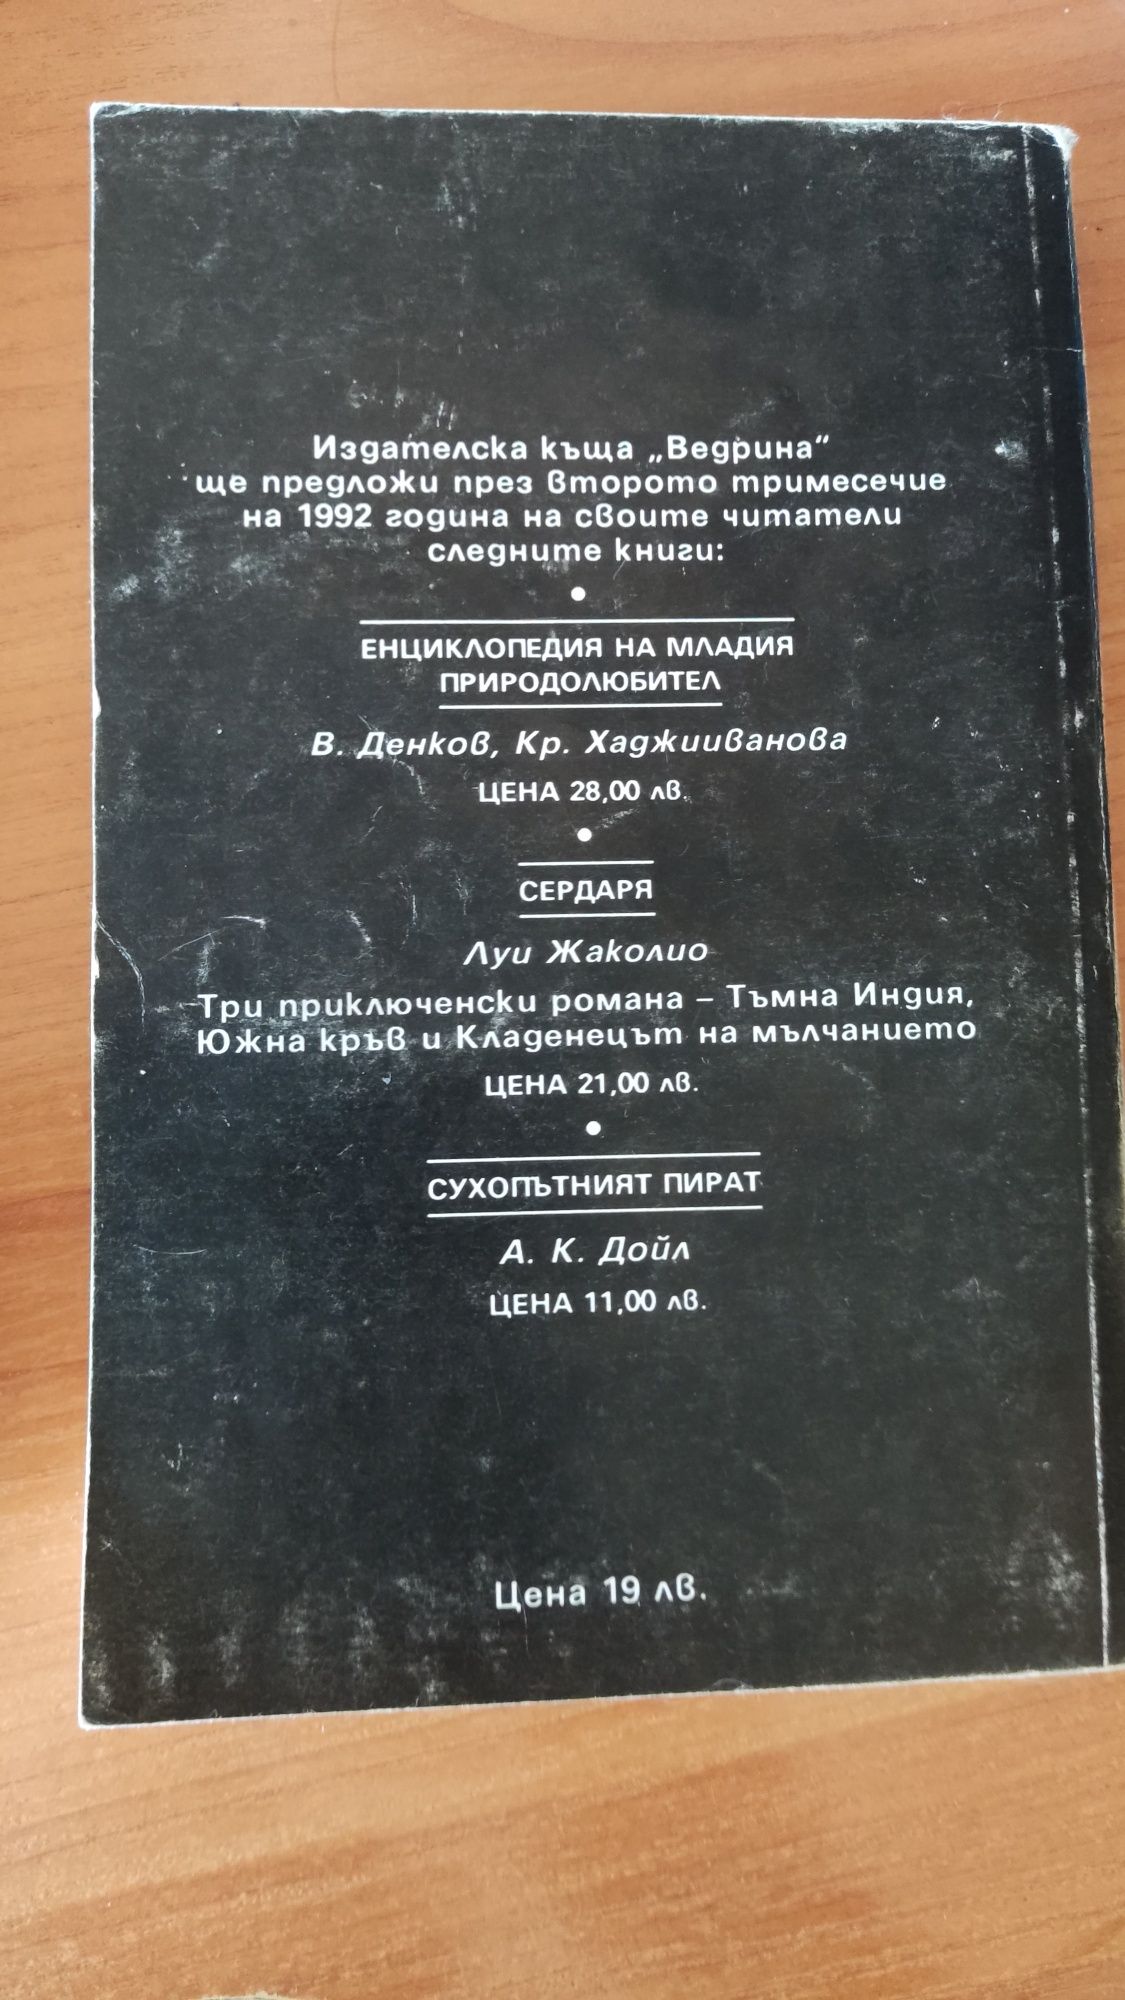 Издателска къща „Ведрина“
ще предложи през второто тримесечие
на 1992 година на своите читатели
следните книги:
•
ЕНЦИКЛОПЕДИЯ НА МЛАДИЯ
ПРИРОДОЛЮБИТЕЛ
В. Денков, Кр. Хаджииванова
ЦЕНА 28,00 лв.
•
СЕРДАРЯ
Луи Жаколио
Три приключенски романа – Тъмна Индия,
Южна кръв и Кладенецът на мълчанието
ЦЕНА 21,00 лв.
•
СУХОПЪТНИЯТ ПИРАТ
А. К. Дойл
ЦЕНА 11,00 лв.
Цена 19 лв.